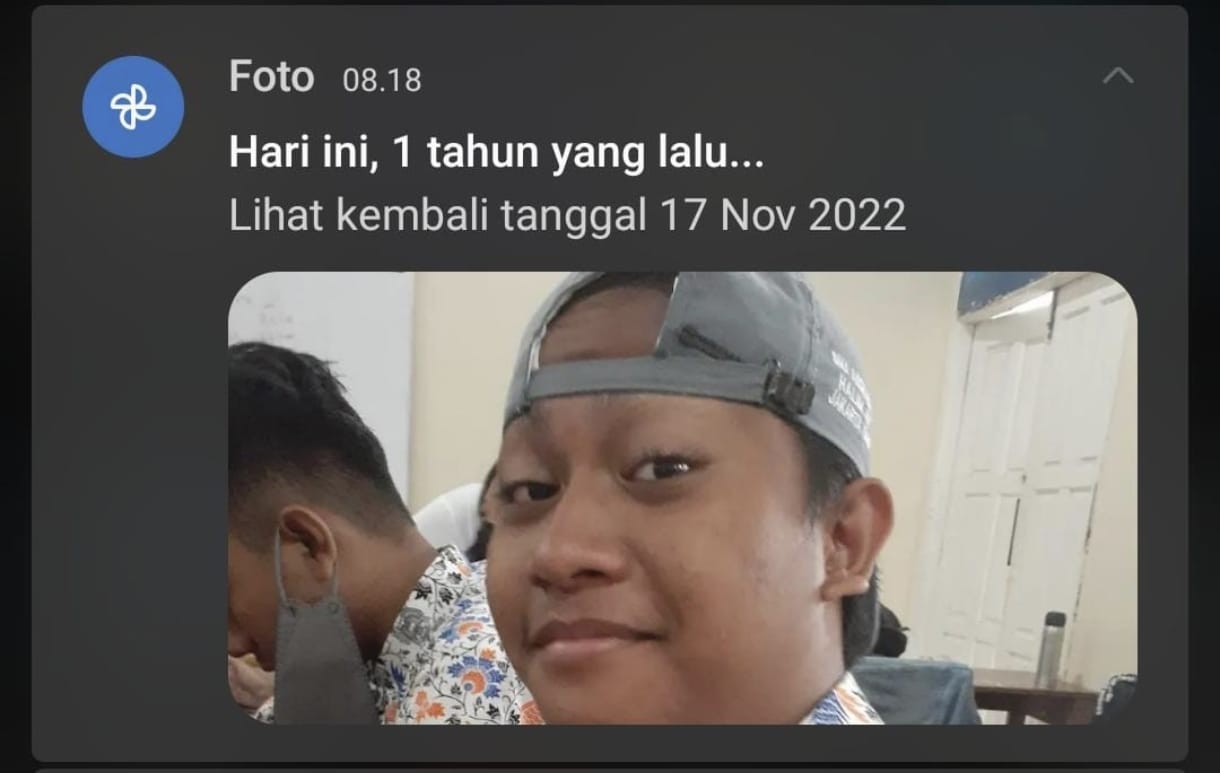 Foto 08.18
Hari ini, 1 tahun yang lalu...
Lihat kembali tanggal 17 Nov 2022